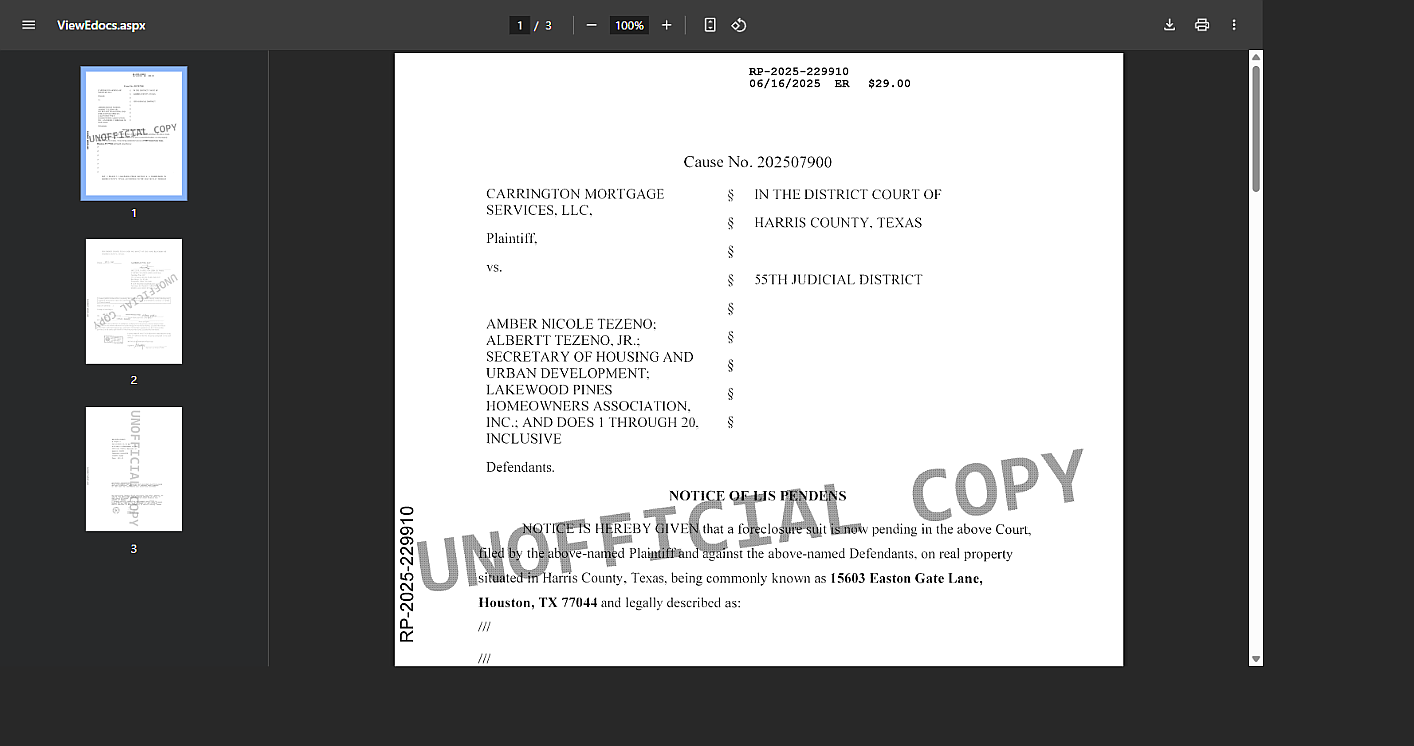 ViewEdocs.aspx
1 / 3
100%
1
2
3
RP-2025-229910
06/16/2025 ER $29.00
Cause No. 202507900
CARRINGTON MORTGAGE § IN THE DISTRICT COURT OF
SERVICES, LLC,
§ HARRIS COUNTY, TEXAS
Plaintiff,
§
vs.
§ 55TH JUDICIAL DISTRICT
§
AMBER NICOLE TEZENO;
ALBERTT TEZENO, JR.; §
SECRETARY OF HOUSING AND
URBAN DEVELOPMENT; §
LAKEWOOD PINES
HOMEOWNERS ASSOCIATION, §
INC.; AND DOES 1 THROUGH 20,
INCLUSIVE §
Defendants.
NOTICE OF LIS PENDENS
NOTICE IS HEREBY GIVEN that a foreclosure suit is now pending in the above Court,
filed by the above-named Plaintiff and against the above-named Defendants, on real property
situated in Harris County, Texas, being commonly known as 15603 Easton Gate Lane,
Houston, TX 77044 and legally described as:
///
///
UNOFFICIAL COPY
RP-2025-229910
UNOFFICIAL COPY
UNOFFICIAL COPY
UNOFFICIAL COPY